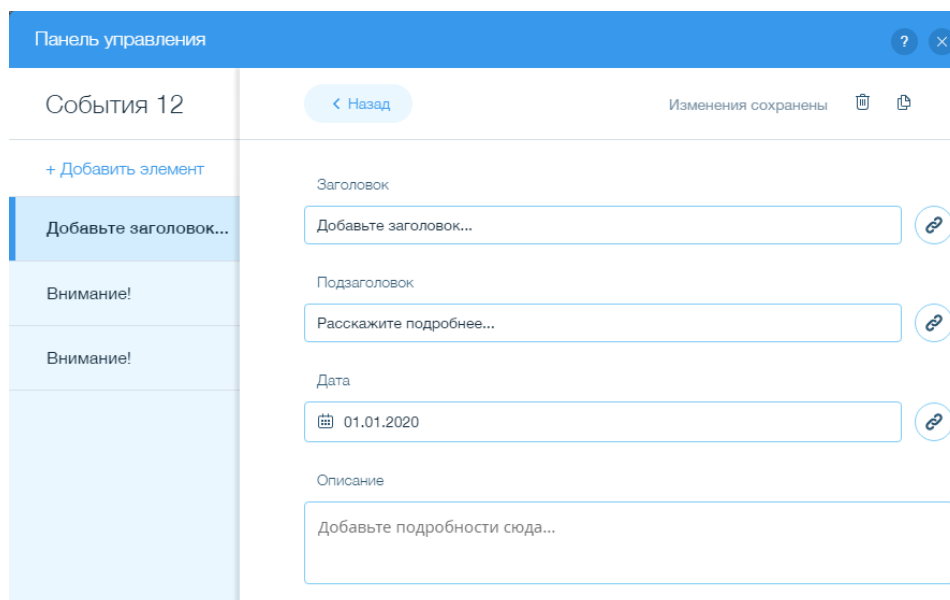 Панель управления
?
События 12
Назад
Изменения сохранены
+ Добавить элемент
Добавьте заголовок...
Внимание!
Внимание!
Заголовок
Добавьте заголовок...
Подзаголовок
Расскажите подробнее...
Дата
01.01.2020
Описание
Добавьте подробности сюда...